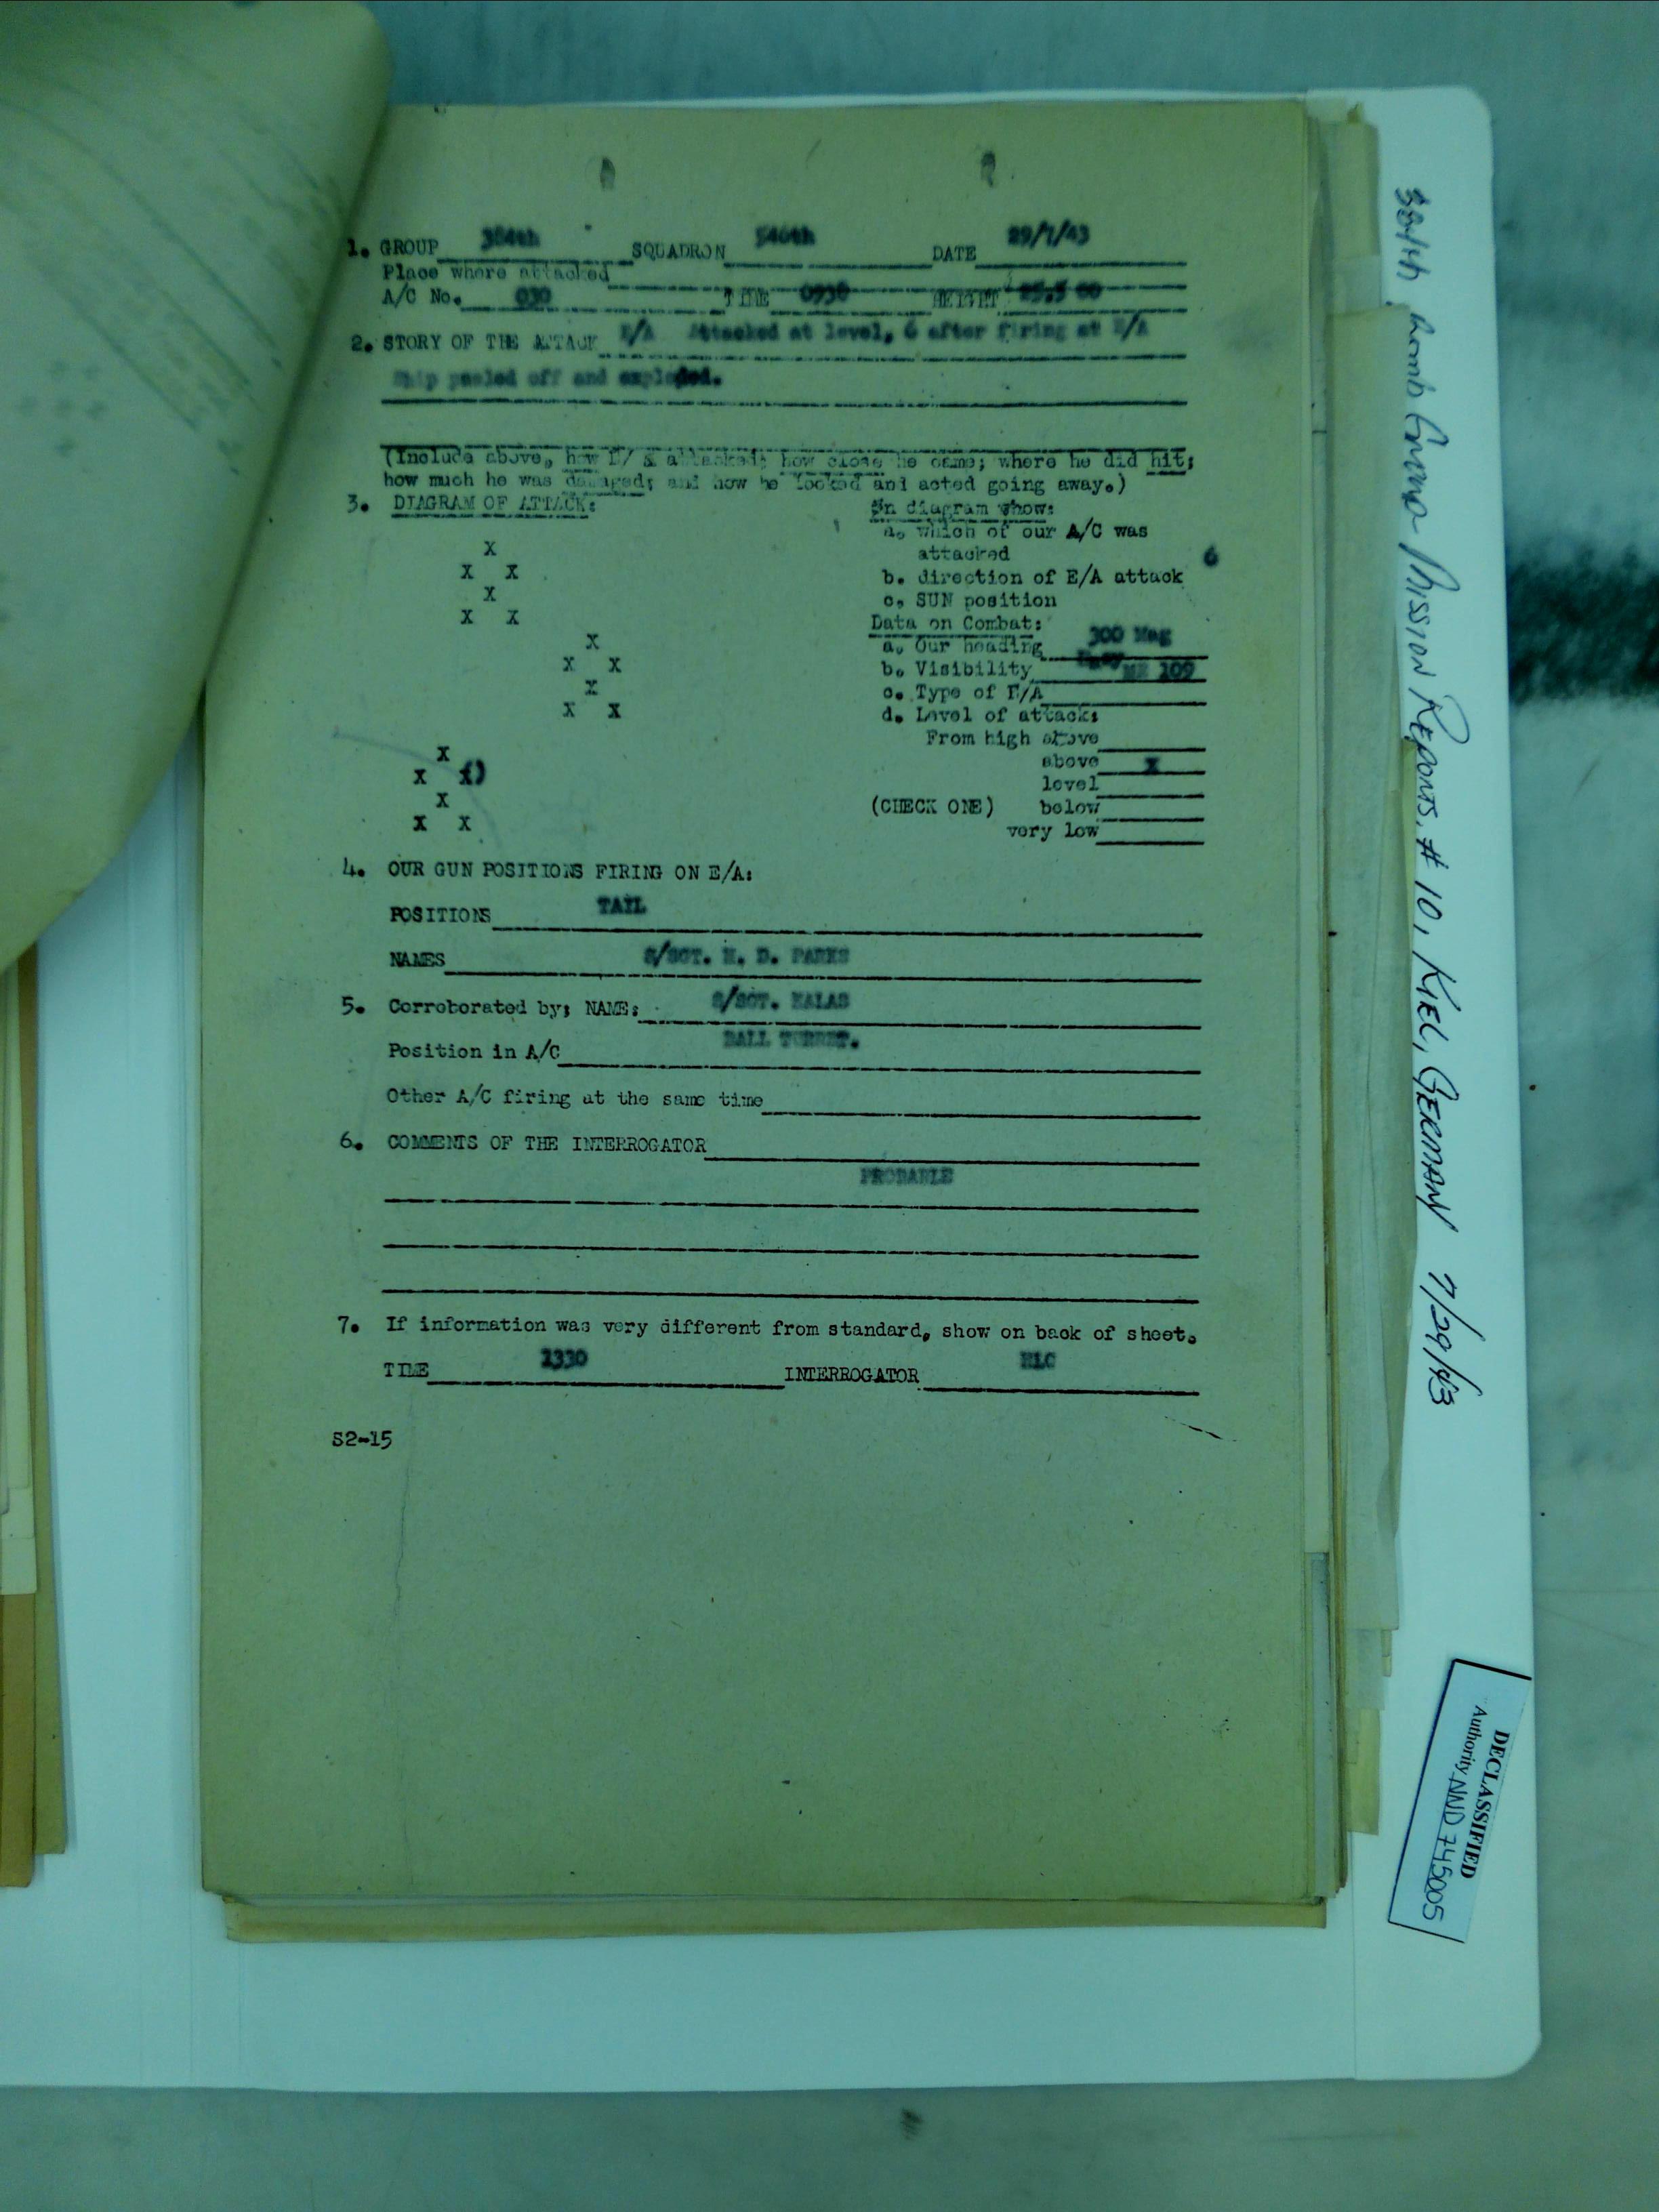 1. GROUP 384th SQUADRON 546th DATE 29/7/43
Place where attacked
A/C No. 030 TIME 0930 HEIGHT
2. STORY OF THE ATTACK E/A Attacked at level, 6 after firing at E/A
Ship peeled off and exploded.
(Include above, how E/A attacked; how close he came; where he did hit;
how much he was damaged; and how he looked and acted going away.)
3. DIAGRAM OF ATTACK:
On diagram show:
a. which of our A/C was
attacked 6
b. direction of E/A attack
c. SUN position
X
X X
X
X X
X
X X
X
X X
X
X X()
X
X X
Data on Combat:
a. Our heading 300 Mag
b. Visibility
c. Type of E/A ME 109
d. Level of attack:
From high above
above X
level
(CHECK ONE) below
very low
4. OUR GUN POSITIONS FIRING ON E/A:
POSITIONS TAIL
NAMES S/SGT. H. D. PARKS
5. Corroborated by; NAME: S/SGT. KALAS
Position in A/C BALL TURRET.
Other A/C firing at the same time
6. COMMENTS OF THE INTERROGATOR
PROBABLE
7. If information was very different from standard, show on back of sheet.
TIME 1330 INTERROGATOR
S2-15
384th Bomb Group - Mission Reports, # 10, KIEL, GERMANY 7/29/43
DECLASSIFIED
Authority NND 745005